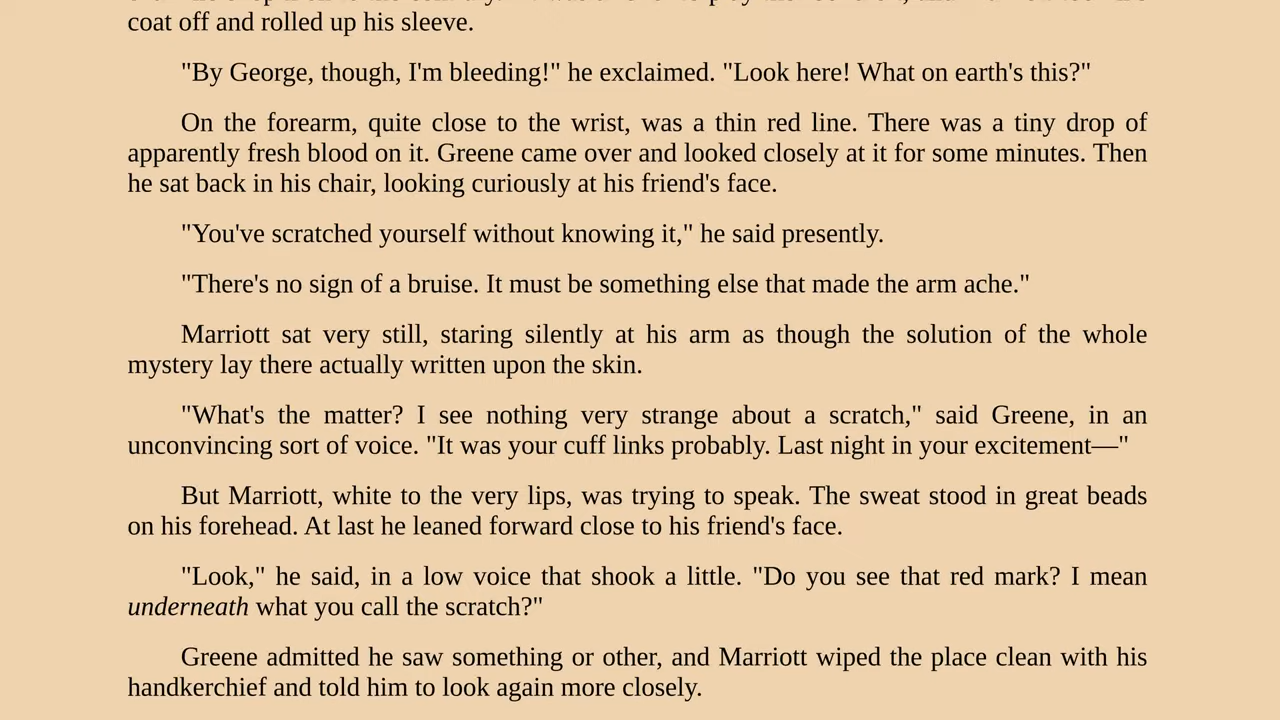 coat off and rolled up his sleeve.
"By George, though, I'm bleeding!" he exclaimed. "Look here! What on earth's this?"
On the forearm, quite close to the wrist, was a thin red line. There was a tiny drop of
apparently fresh blood on it. Greene came over and looked closely at it for some minutes. Then
he sat back in his chair, looking curiously at his friend's face.
"You've scratched yourself without knowing it," he said presently.
"There's no sign of a bruise. It must be something else that made the arm ache."
Marriott sat very still, staring silently at his arm as though the solution of the whole
mystery lay there actually written upon the skin.
"What's the matter? I see nothing very strange about a scratch," said Greene, in an
unconvincing sort of voice. "It was your cuff links probably. Last night in your excitement—"
But Marriott, white to the very lips, was trying to speak. The sweat stood in great beads
on his forehead. At last he leaned forward close to his friend's face.
"Look," he said, in a low voice that shook a little. "Do you see that red mark? I mean
underneath what you call the scratch?"
Greene admitted he saw something or other, and Marriott wiped the place clean with his
handkerchief and told him to look again more closely.